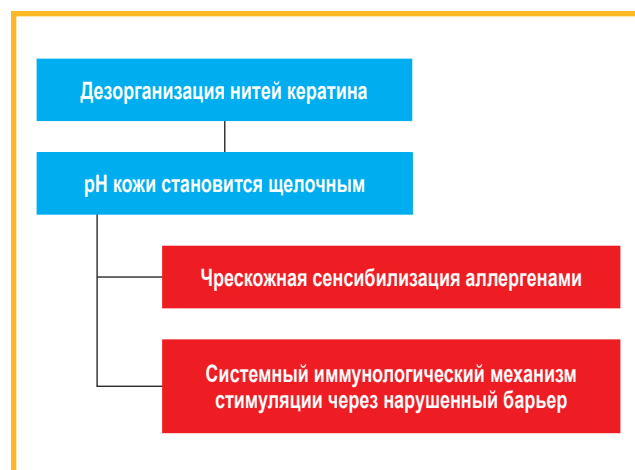 Дезорганизация нитей кератина
pH кожи становится щелочным
Чрескожная сенсибилизация аллергенами
Системный иммунологический механизм
стимуляции через нарушенный барьер